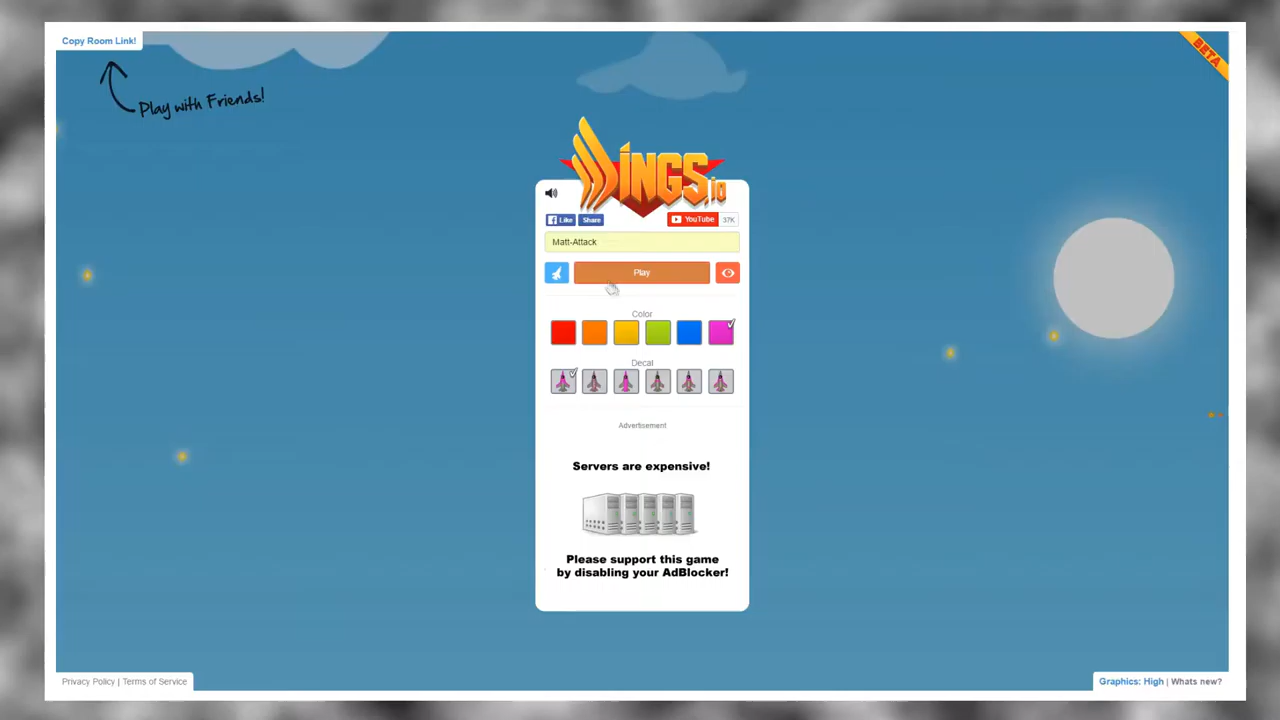 Copy Room Link!
BETA
Play with Friends!
WINGS.io
Like
Share
YouTube
37K
Matt-Attack
Play
Color
Decal
Advertisement
Servers are expensive!
Please support this game
by disabling your AdBlocker!
Privacy Policy | Terms of Service
Graphics: High | Whats new?